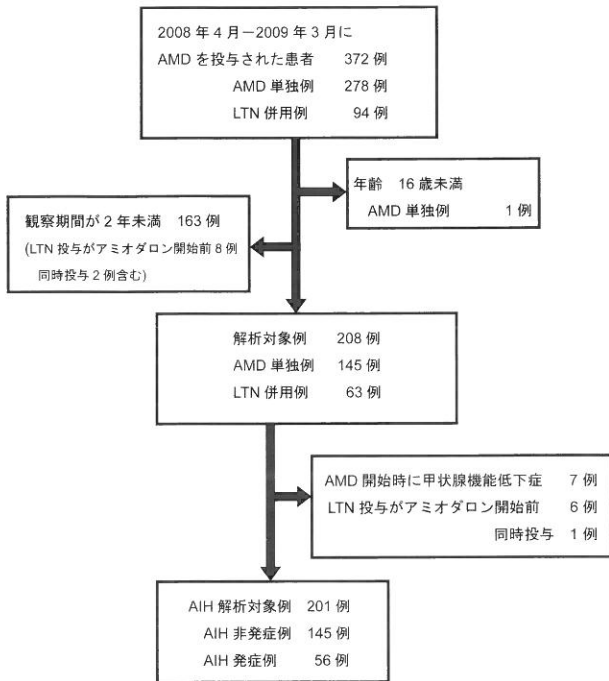 2008 年 4 月－2009 年 3 月に
AMD を投与された患者 372 例
AMD 単独例 278 例
LTN 併用例 94 例
年齢 16 歳未満
AMD 単独例 1 例
観察期間が 2 年未満 163 例
(LTN 投与がアミオダロン開始前 8 例
同時投与 2 例含む)
解析対象例 208 例
AMD 単独例 145 例
LTN 併用例 63 例
AMD 開始時に甲状腺機能低下症 7 例
LTN 投与がアミオダロン開始前 6 例
同時投与 1 例
AIH 解析対象例 201 例
AIH 非発症例 145 例
AIH 発症例 56 例